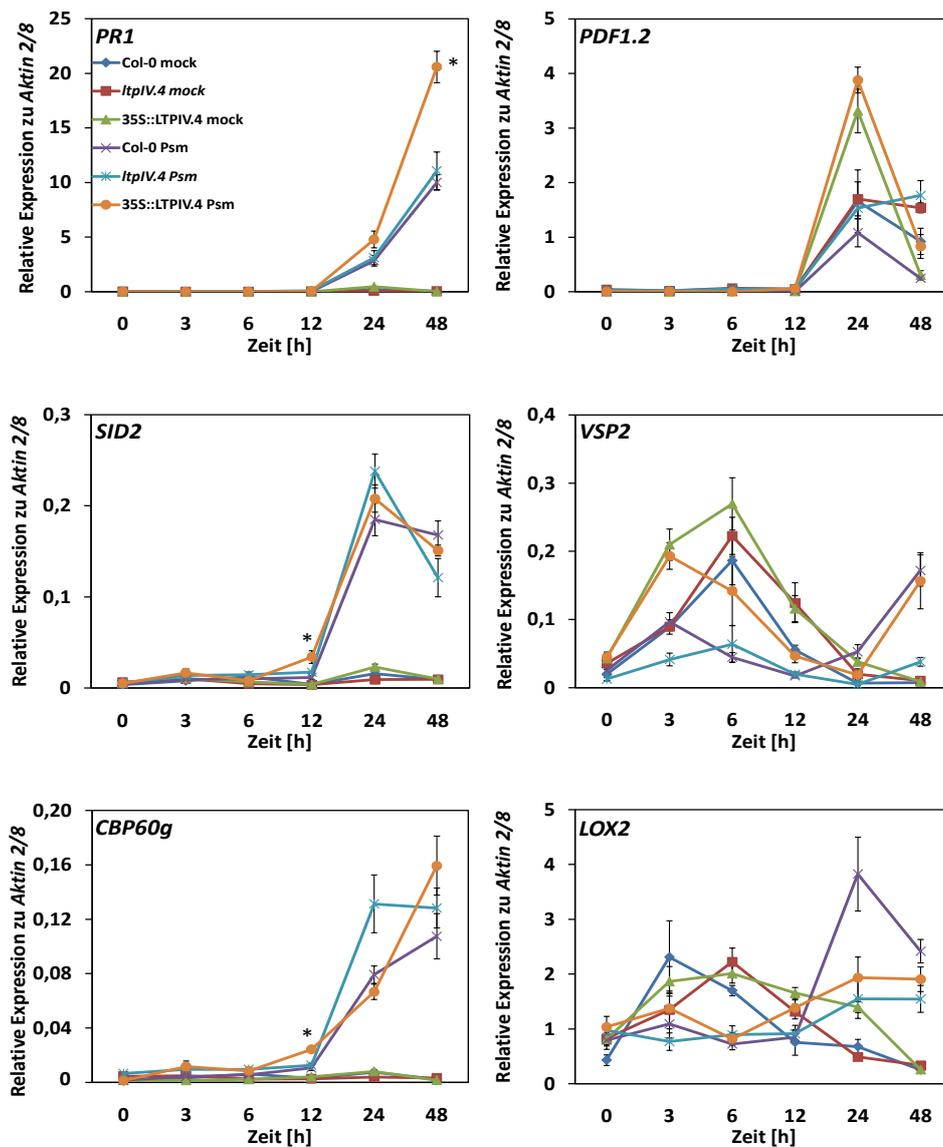 PR1
Relative Expression zu Aktin 2/8
25
20
15
10
5
0
Col-0 mock
ltpIV.4 mock
35S::LTPIV.4 mock
Col-0 Psm
ltpIV.4 Psm
35S::LTPIV.4 Psm
*
0 3 6 12 24 48
Zeit [h]
PDF1.2
Relative Expression zu Aktin 2/8
5
4
3
2
1
0
0 3 6 12 24 48
Zeit [h]
SID2
Relative Expression zu Aktin 2/8
0,3
0,2
0,1
0
*
0 3 6 12 24 48
Zeit [h]
VSP2
Relative Expression zu Aktin 2/8
0,4
0,3
0,2
0,1
0
0 3 6 12 24 48
Zeit [h]
CBP60g
Relative Expression zu Aktin 2/8
0,20
0,16
0,12
0,08
0,04
0
*
0 3 6 12 24 48
Zeit [h]
LOX2
Relative Expression zu Aktin 2/8
5
4
3
2
1
0
0 3 6 12 24 48
Zeit [h]